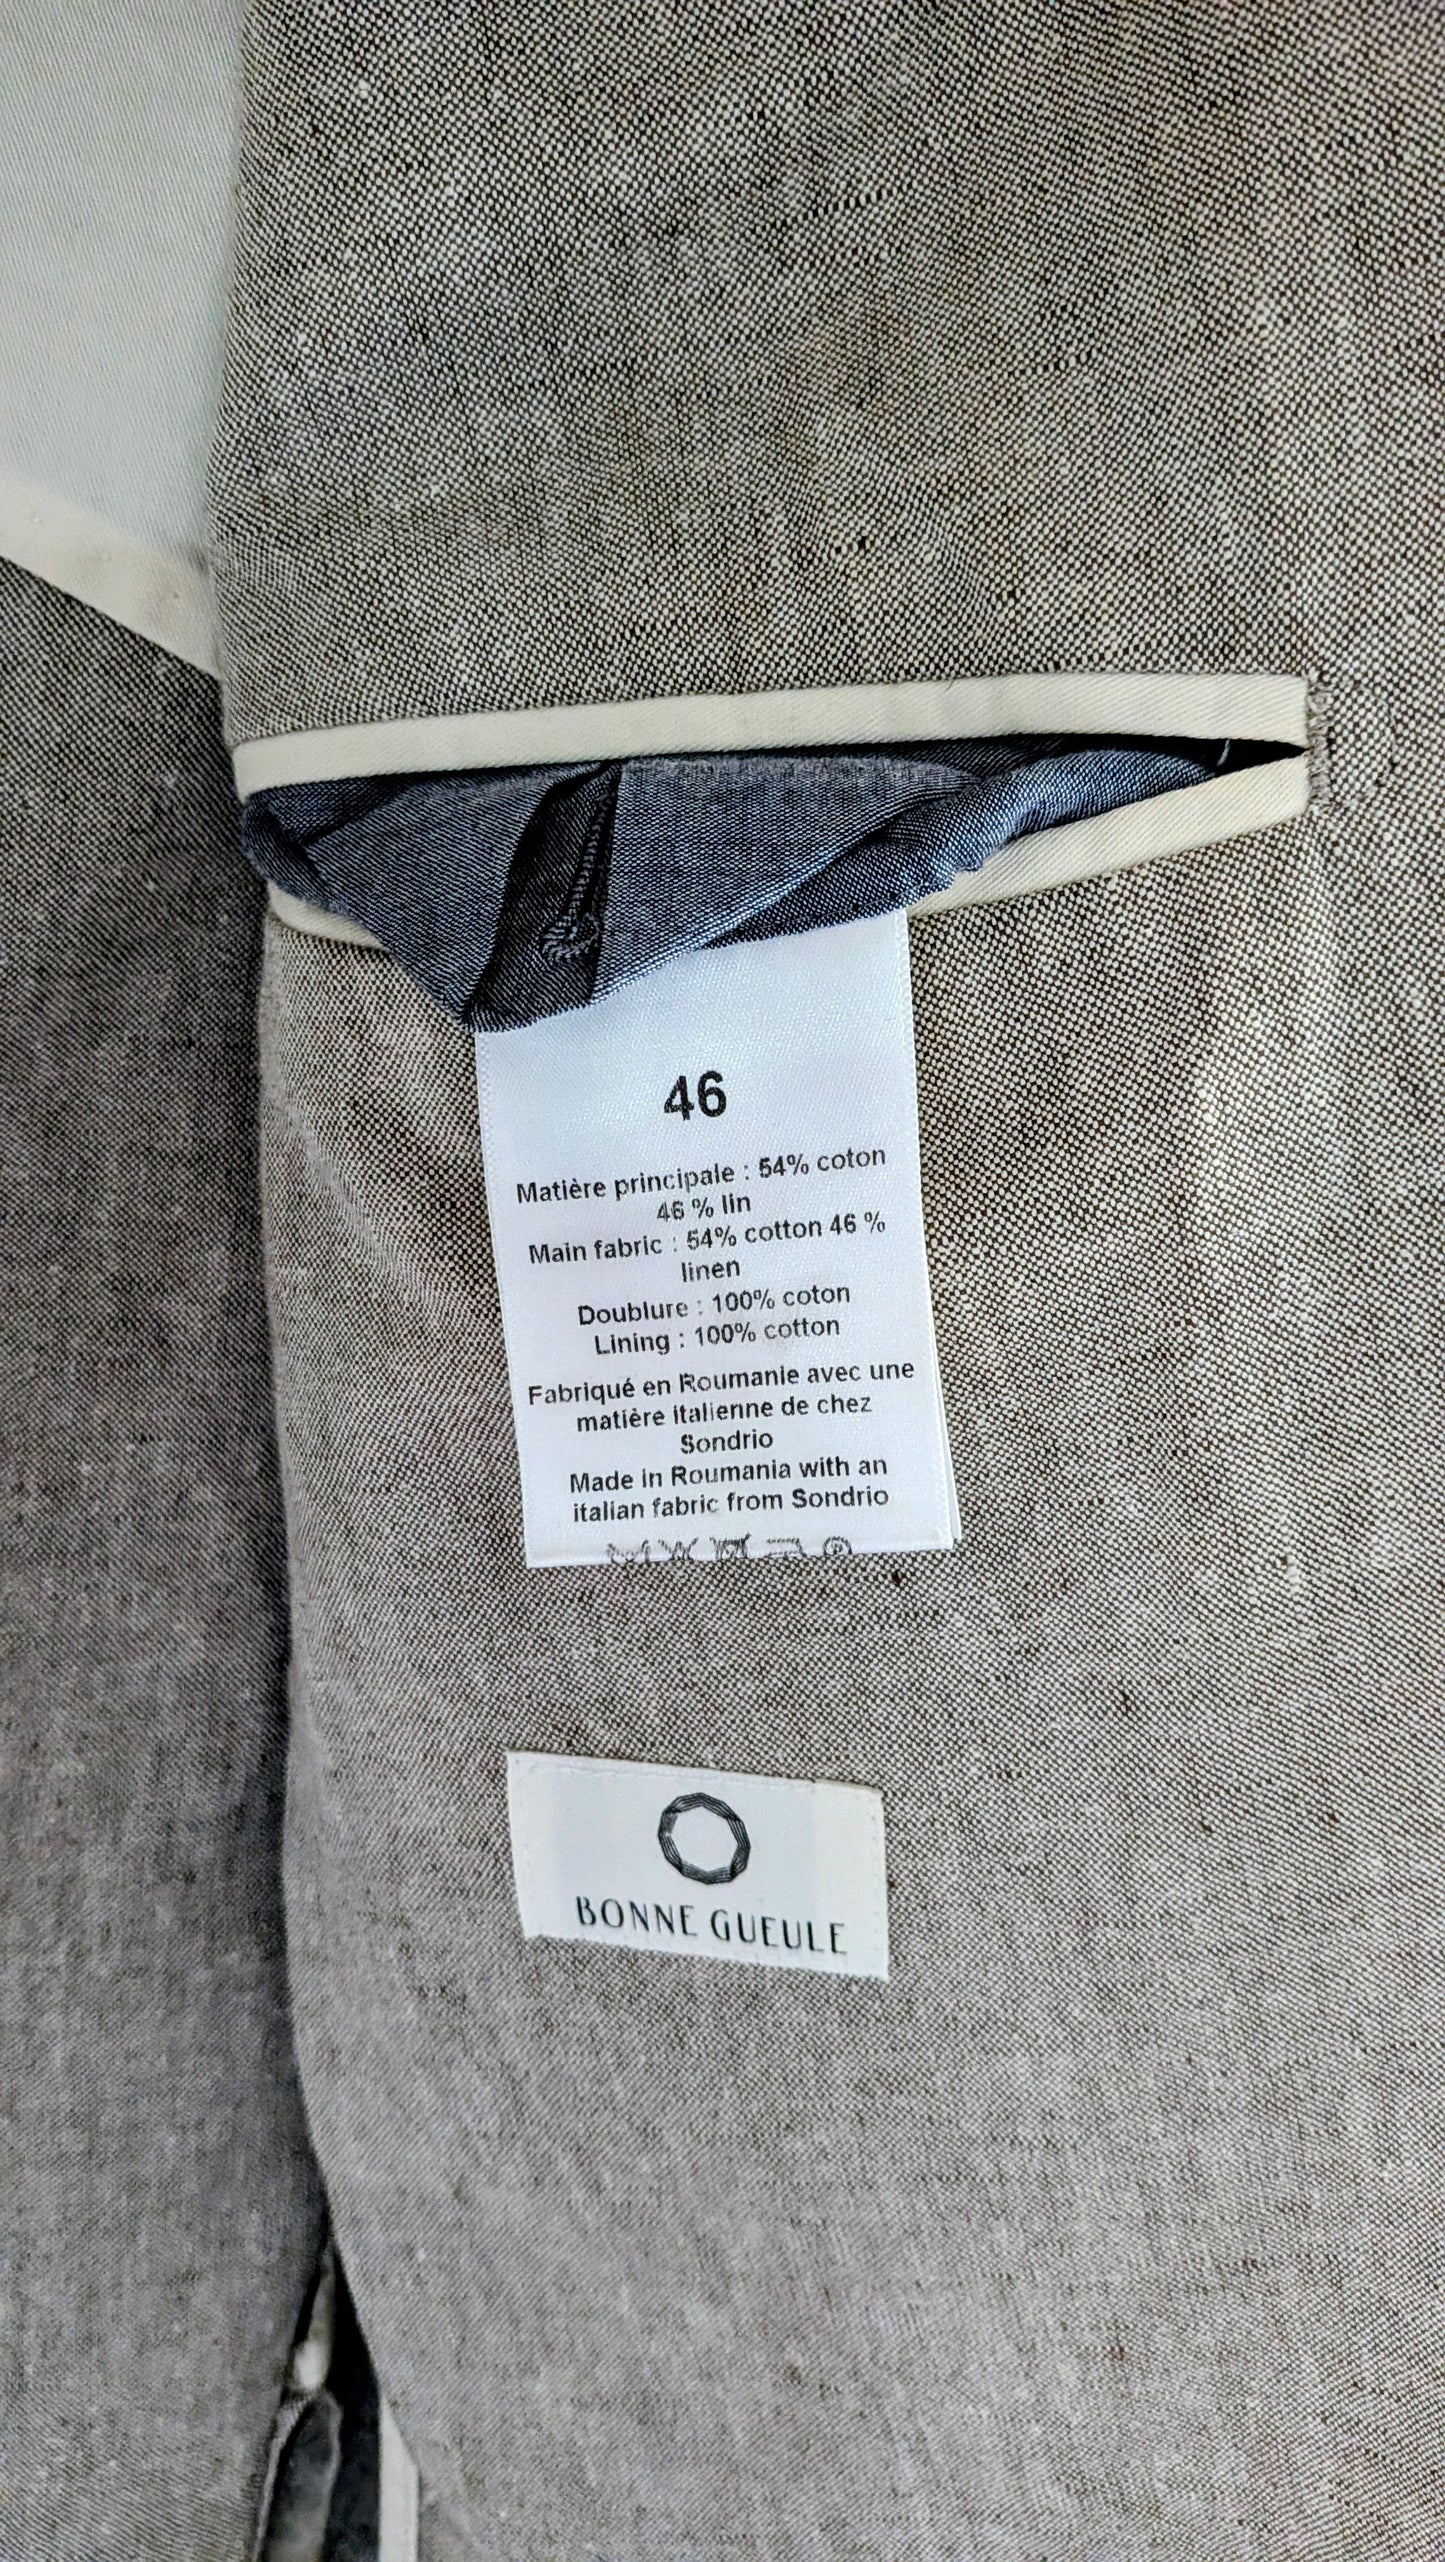 46
Matière principale : 54% coton
46 % lin
Main fabric : 54% cotton 46 %
linen
Doublure : 100% coton
Lining : 100% cotton
Fabriqué en Roumanie avec une
matière italienne de chez
Sondrio
Made in Roumania with an
italian fabric from Sondrio
BONNE GUEULE